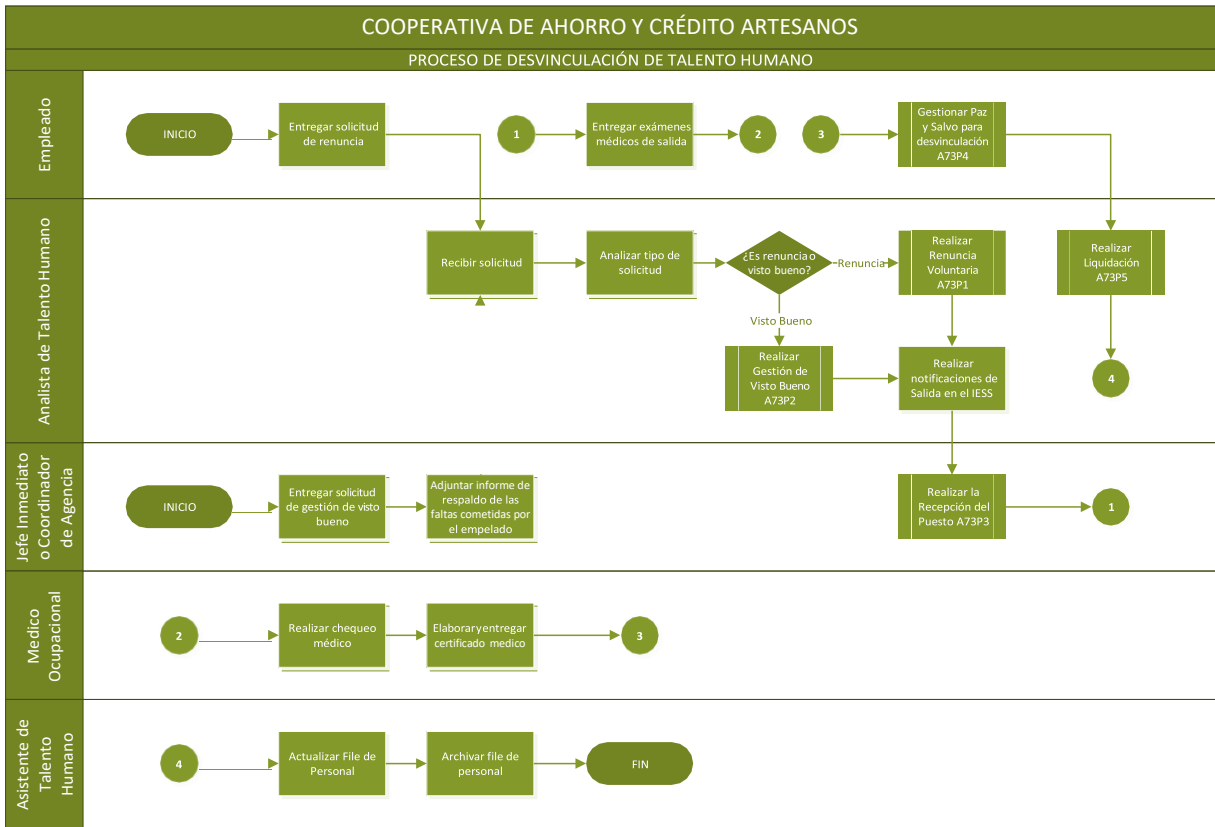 COOPERATIVA DE AHORRO Y CRÉDITO ARTESANOS
PROCESO DE DESVINCULACIÓN DE TALENTO HUMANO
Empleado
INICIO
Entregar solicitud
de renuncia
1
Entregar exámenes
médicos de salida
2
3
Gestionar Paz
y Salvo para
desvinculación
A73P4
Analista de Talento Humano
Recibir solicitud
Analizar tipo de
solicitud
¿Es renuncia o
visto bueno?
Renuncia
Realizar
Renuncia
Voluntaria
A73P1
Realizar
Liquidación
A73P5
Visto Bueno
Realizar
Gestión de
Visto Bueno
A73P2
Realizar
notificaciones de
Salida en el IESS
4
Jefe Inmediato
o Coordinador
de Agencia
INICIO
Entregar solicitud
de gestión de visto
bueno
Adjuntar informe de
respaldo de las
faltas cometidas por
el empelado
Realizar la
Recepción del
Puesto A73P3
1
Medico
Ocupacional
2
Realizar chequeo
médico
Elaborar y entregar
certificado medico
3
Asistente de
Talento
Humano
4
Actualizar File de
Personal
Archivar file de
personal
FIN